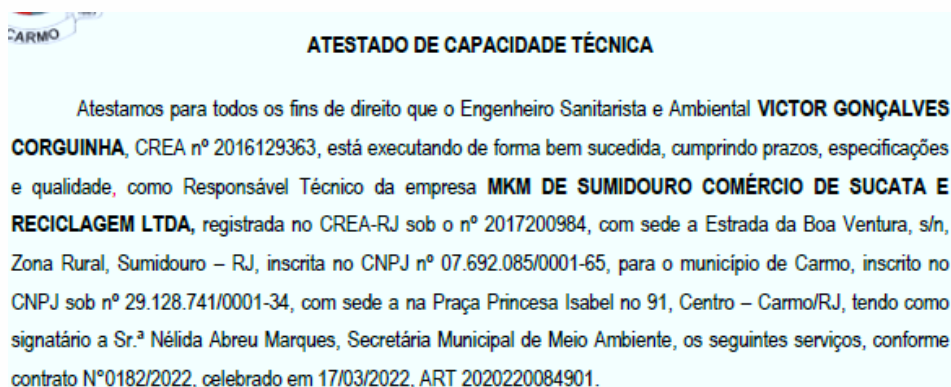 CARMO
ATESTADO DE CAPACIDADE TÉCNICA
Atestamos para todos os fins de direito que o Engenheiro Sanitarista e Ambiental VICTOR GONÇALVES
CORGUINHA, CREA nº 2016129363, está executando de forma bem sucedida, cumprindo prazos, especificações
e qualidade, como Responsável Técnico da empresa MKM DE SUMIDOURO COMÉRCIO DE SUCATA E
RECICLAGEM LTDA, registrada no CREA-RJ sob o nº 2017200984, com sede a Estrada da Boa Ventura, s/n,
Zona Rural, Sumidouro – RJ, inscrita no CNPJ nº 07.692.085/0001-65, para o município de Carmo, inscrito no
CNPJ sob nº 29.128.741/0001-34, com sede a na Praça Princesa Isabel no 91, Centro – Carmo/RJ, tendo como
signatário a Sr.ª Nélida Abreu Marques, Secretária Municipal de Meio Ambiente, os seguintes serviços, conforme
contrato N°0182/2022, celebrado em 17/03/2022, ART 2020220084901.